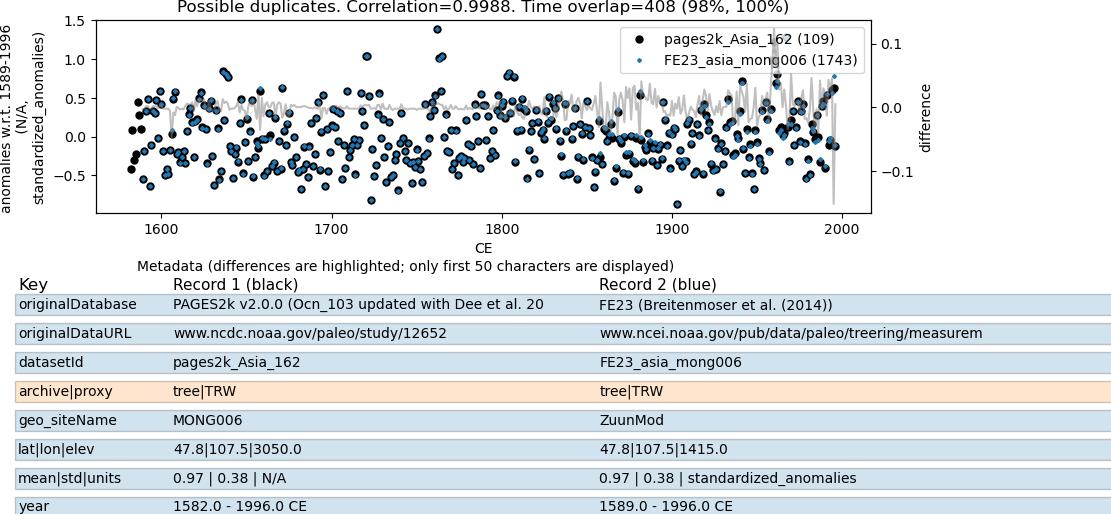 Possible duplicates. Correlation=0.9988. Time overlap=408 (98%, 100%)
anomalies w.r.t. 1589-1996
(N/A,
standardized_anomalies)
1.5
1.0
0.5
0.0
−0.5
pages2k_Asia_162 (109)
FE23_asia_mong006 (1743)
0.1
0.0
−0.1
difference
1600 1700 1800 1900 2000
CE
Metadata (differences are highlighted; only first 50 characters are displayed)
Key Record 1 (black) Record 2 (blue)
originalDatabase PAGES2k v2.0.0 (Ocn_103 updated with Dee et al. 20 FE23 (Breitenmoser et al. (2014))
originalDataURL www.ncdc.noaa.gov/paleo/study/12652 www.ncei.noaa.gov/pub/data/paleo/treering/measurem
datasetId pages2k_Asia_162 FE23_asia_mong006
archive|proxy tree|TRW tree|TRW
geo_siteName MONG006 ZuunMod
lat|lon|elev 47.8|107.5|3050.0 47.8|107.5|1415.0
mean|std|units 0.97 | 0.38 | N/A 0.97 | 0.38 | standardized_anomalies
year 1582.0 - 1996.0 CE 1589.0 - 1996.0 CE